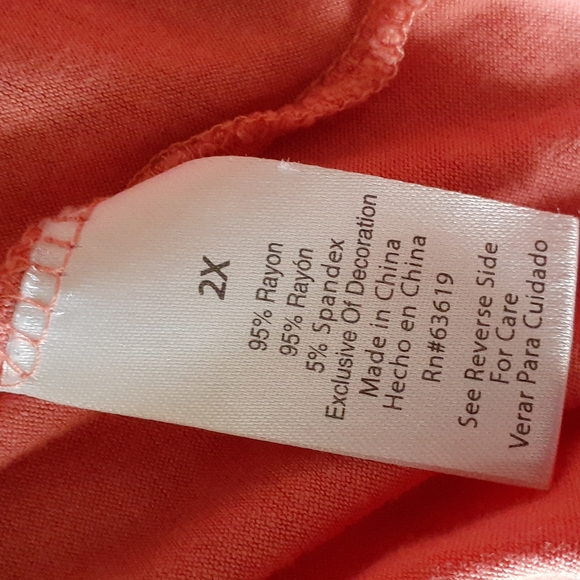 2X
95% Rayon
95% Rayón
5% Spandex
Exclusive Of Decoration
Made in China
Hecho en China
Rn#63619
See Reverse Side
For Care
Verar Para Cuidado